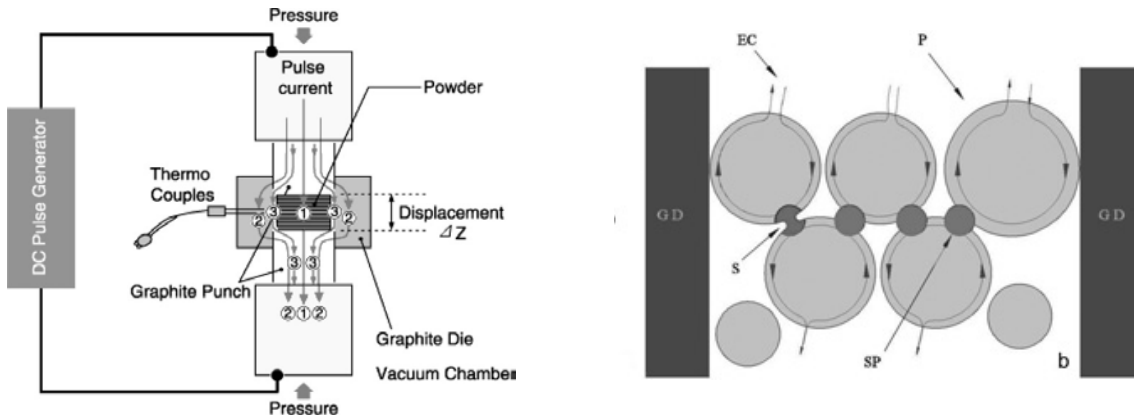 Pressure
Pulse
current
Powder
DC Pulse Generator
Thermo
Couples
② ③ ① ③ ②
Displacement
⊿Z
③ ③
Graphite Punch
② ① ②
Graphite Die
Vacuum Chamber
Pressure
EC
P
GD
GD
S
SP
b